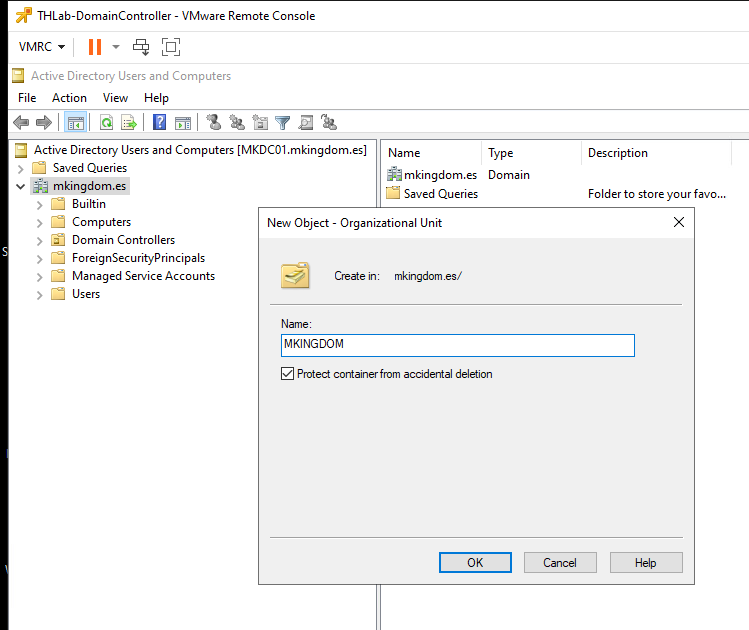 THLab-DomainController - VMware Remote Console
VMRC
Active Directory Users and Computers
File Action View Help
Active Directory Users and Computers [MKDC01.mkingdom.es]
Saved Queries
mkingdom.es
Builtin
Computers
Domain Controllers
ForeignSecurityPrincipals
Managed Service Accounts
Users
Name Type Description
mkingdom.es Domain
Saved Queries Folder to store your favo...
New Object - Organizational Unit
Create in: mkingdom.es/
Name:
MKINGDOM
Protect container from accidental deletion
OK Cancel Help